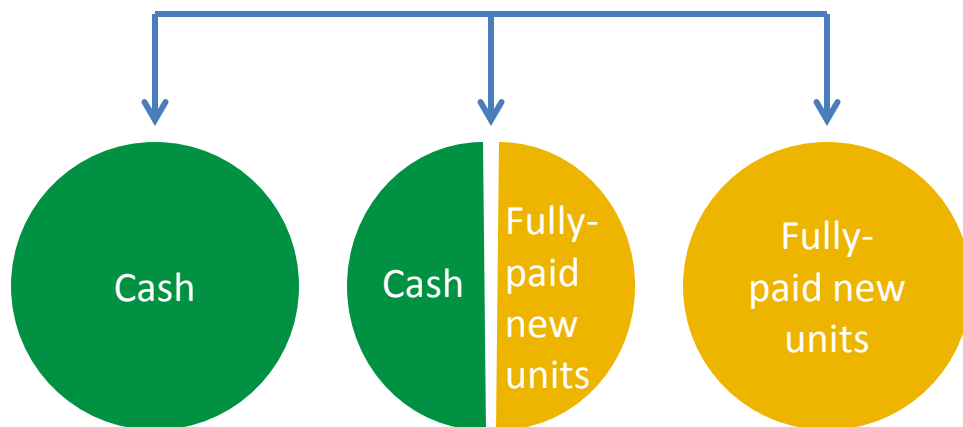 Cash
Cash
Fully-
paid
new
units
Fully-
paid new
units